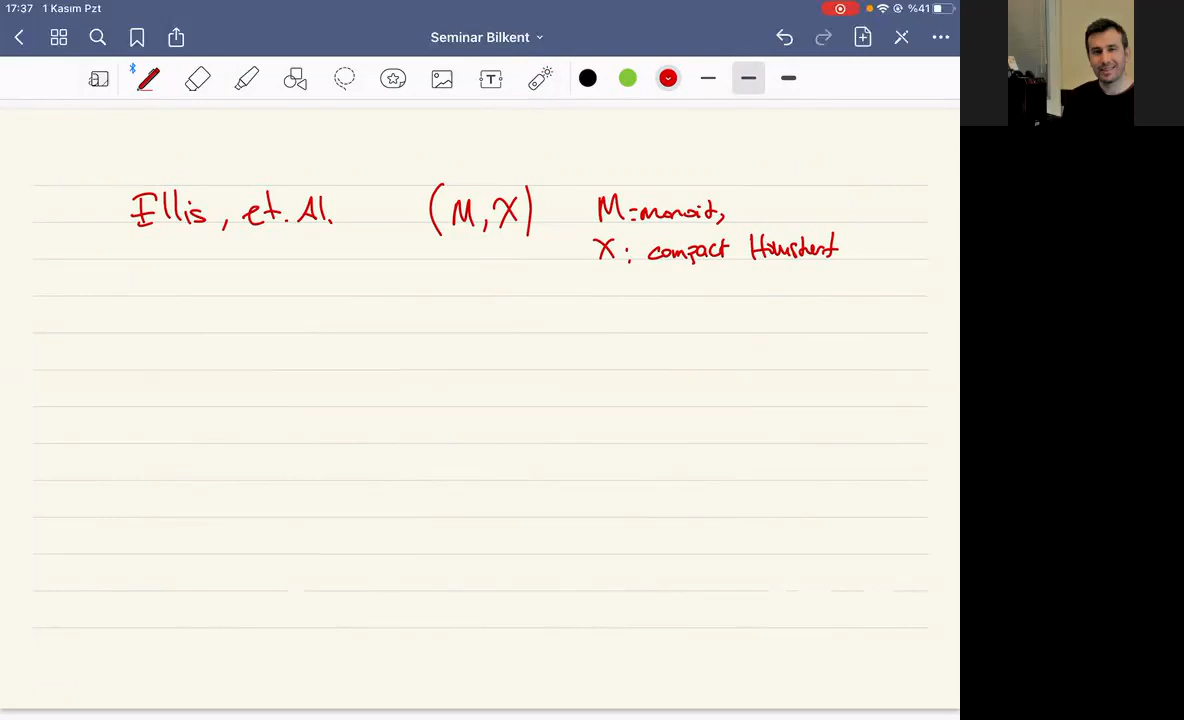 17:37 1 Kasım Pzt %41
Seminar Bilkent
T
Ellis, et. Al. (M, X) M = monoid,
X : compact Hausdorff